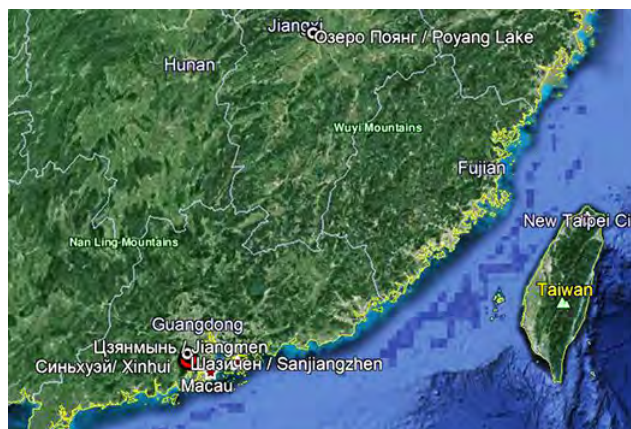 Jiangxi
Озеро Поянг / Poyang Lake
Hunan
Wuyi Mountains
Fujian
New Taipei Ci
Nan Ling Mountains
Taiwan
Guangdong
Цзянмынь / Jiangmen
Синьхуэй/ Xinhui
Шазичен / Sanjiangzhen
Macau